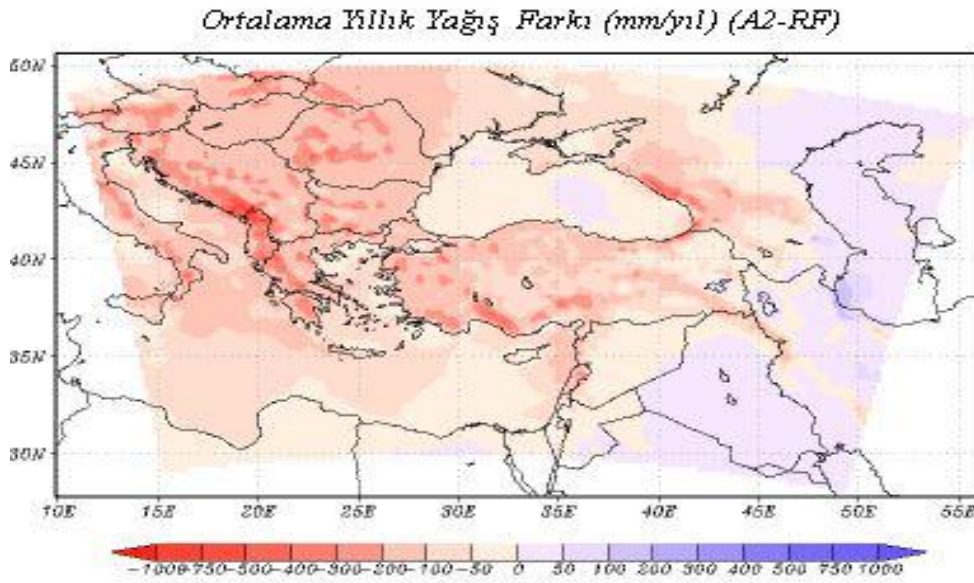 Ortalama Yıllık Yağış Farkı (mm/yıl) (A2-RF)
50N
45N
40N
35N
30N
10E 15E 20E 25E 30E 35E 40E 45E 50E 55E
-1000 -750 -500 -400 -300 -200 -100 -50 0 50 100 200 300 400 500 750 1000